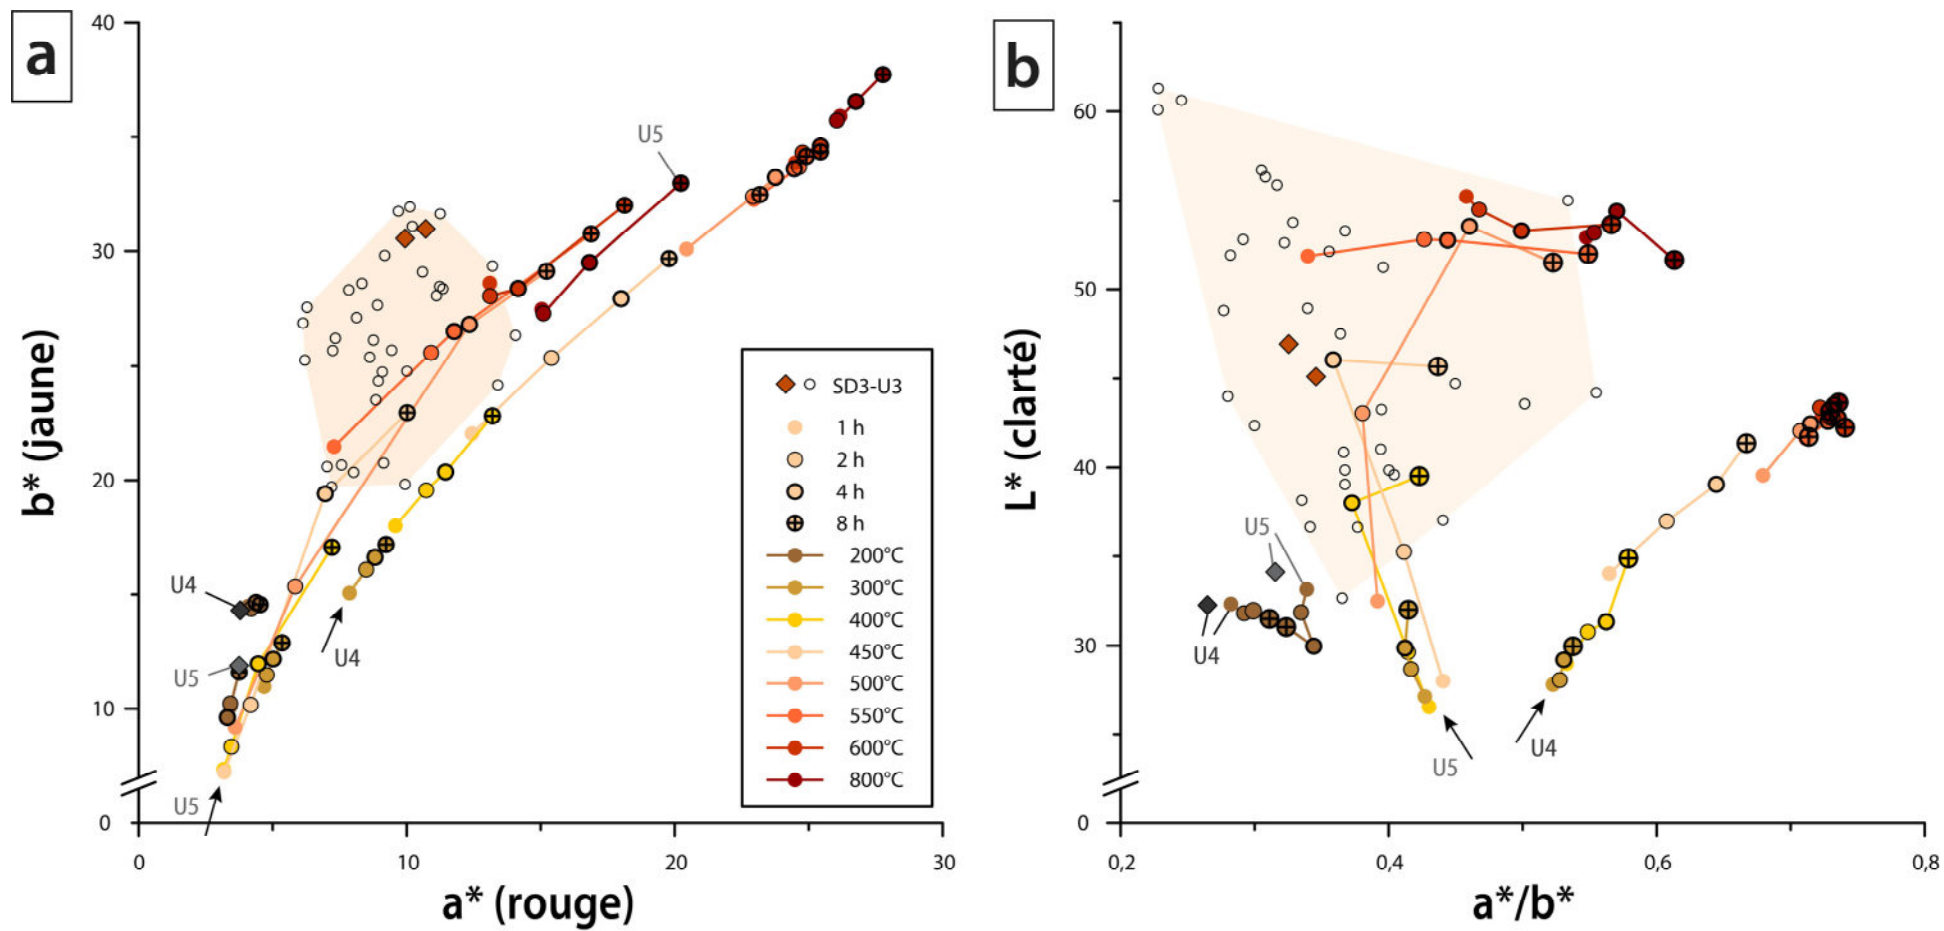 a
40
30
20
10
0
b* (jaune)
0
10
20
30
a* (rouge)
U5
U4
U5
U4
U5
SD3-U3
1 h
2 h
4 h
8 h
200°C
300°C
400°C
450°C
500°C
550°C
600°C
800°C
b
60
50
40
30
0
L* (clarté)
0,2
0,4
0,6
0,8
a*/b*
U5
U4
U4
U5